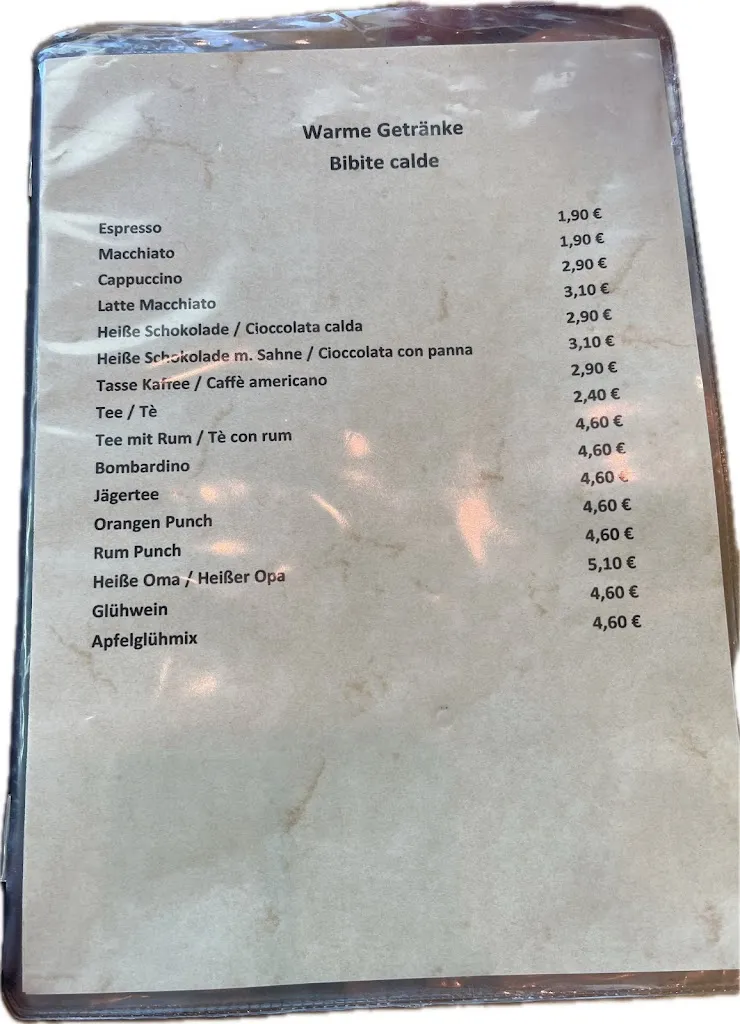 Warme Getränke
Bibite calde
Espresso 1,90 €
Macchiato 1,90 €
Cappuccino 2,90 €
Latte Macchiato 3,10 €
Heiße Schokolade / Cioccolata calda 2,90 €
Heiße Schokolade m. Sahne / Cioccolata con panna 3,10 €
Tasse Kaffee / Caffè americano 2,90 €
Tee / Tè 2,40 €
Tee mit Rum / Tè con rum 4,60 €
Bombardino 4,60 €
Jägertee 4,60 €
Orangen Punch 4,60 €
Rum Punch 4,60 €
Heiße Oma / Heißer Opa 5,10 €
Glühwein 4,60 €
Apfelglühmix 4,60 €